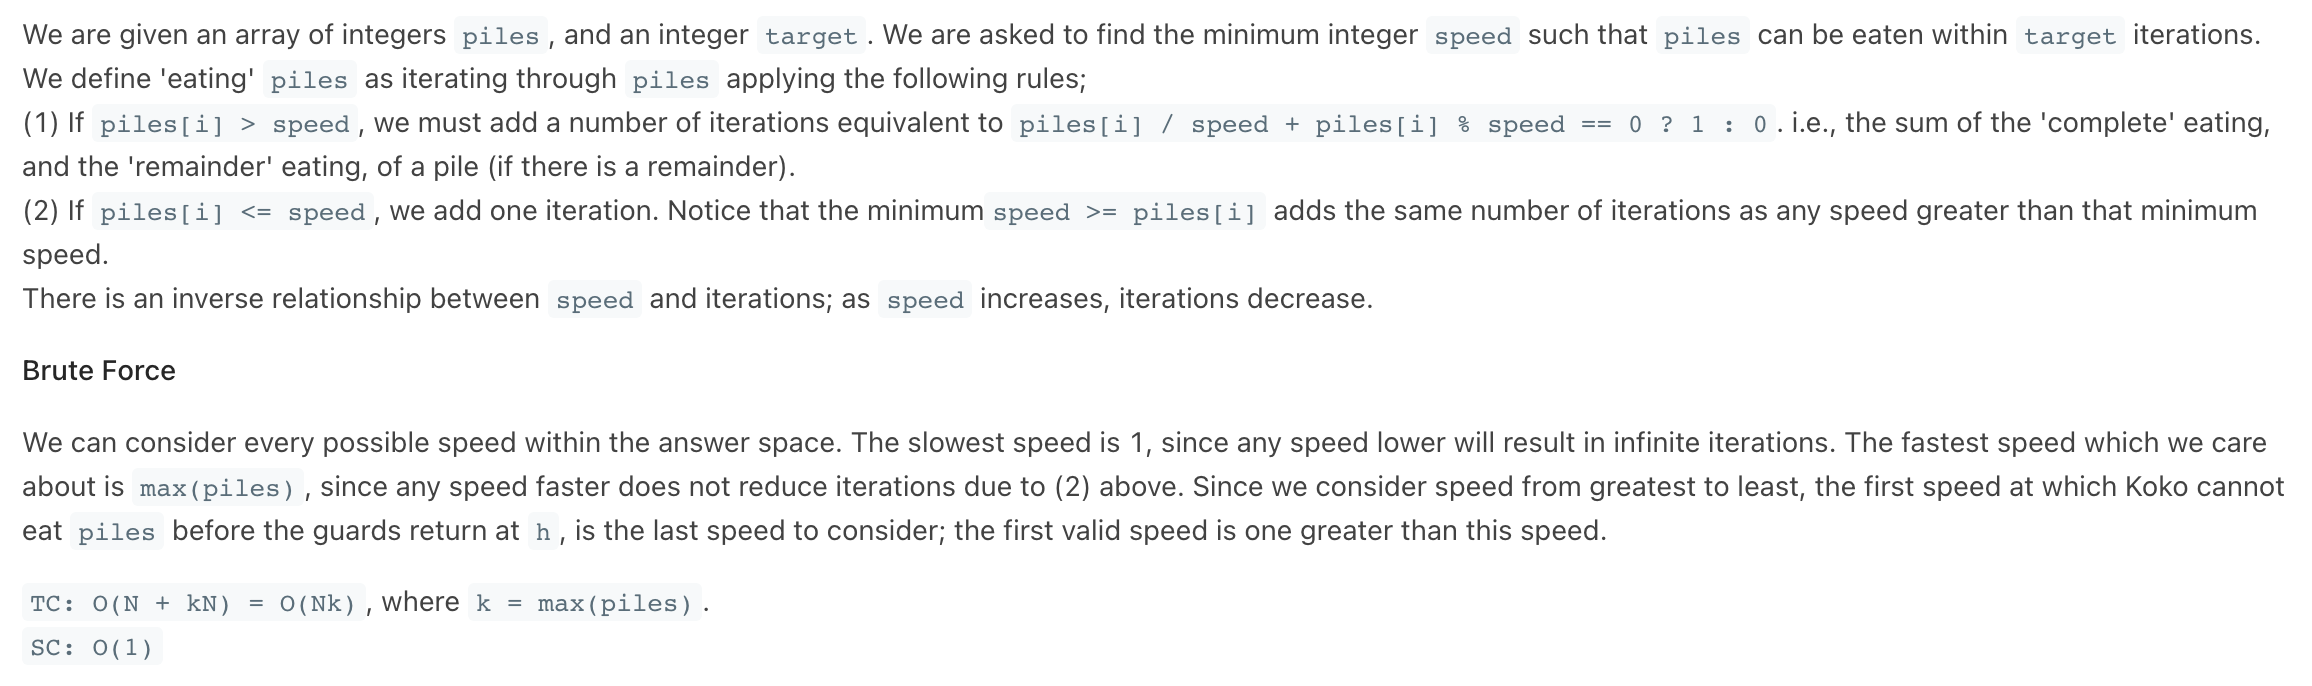 We are given an array of integers piles, and an integer target. We are asked to find the minimum integer speed such that piles can be eaten within target iterations.
We define 'eating' piles as iterating through piles applying the following rules;
(1) If piles[i] > speed, we must add a number of iterations equivalent to piles[i] / speed + piles[i] % speed == 0 ? 1 : 0. i.e., the sum of the 'complete' eating,
and the 'remainder' eating, of a pile (if there is a remainder).
(2) If piles[i] <= speed, we add one iteration. Notice that the minimum speed >= piles[i] adds the same number of iterations as any speed greater than that minimum
speed.
There is an inverse relationship between speed and iterations; as speed increases, iterations decrease.
Brute Force
We can consider every possible speed within the answer space. The slowest speed is 1, since any speed lower will result in infinite iterations. The fastest speed which we care
about is max(piles), since any speed faster does not reduce iterations due to (2) above. Since we consider speed from greatest to least, the first speed at which Koko cannot
eat piles before the guards return at h, is the last speed to consider; the first valid speed is one greater than this speed.
TC: O(N + kN) = O(Nk), where k = max(piles).
SC: O(1)